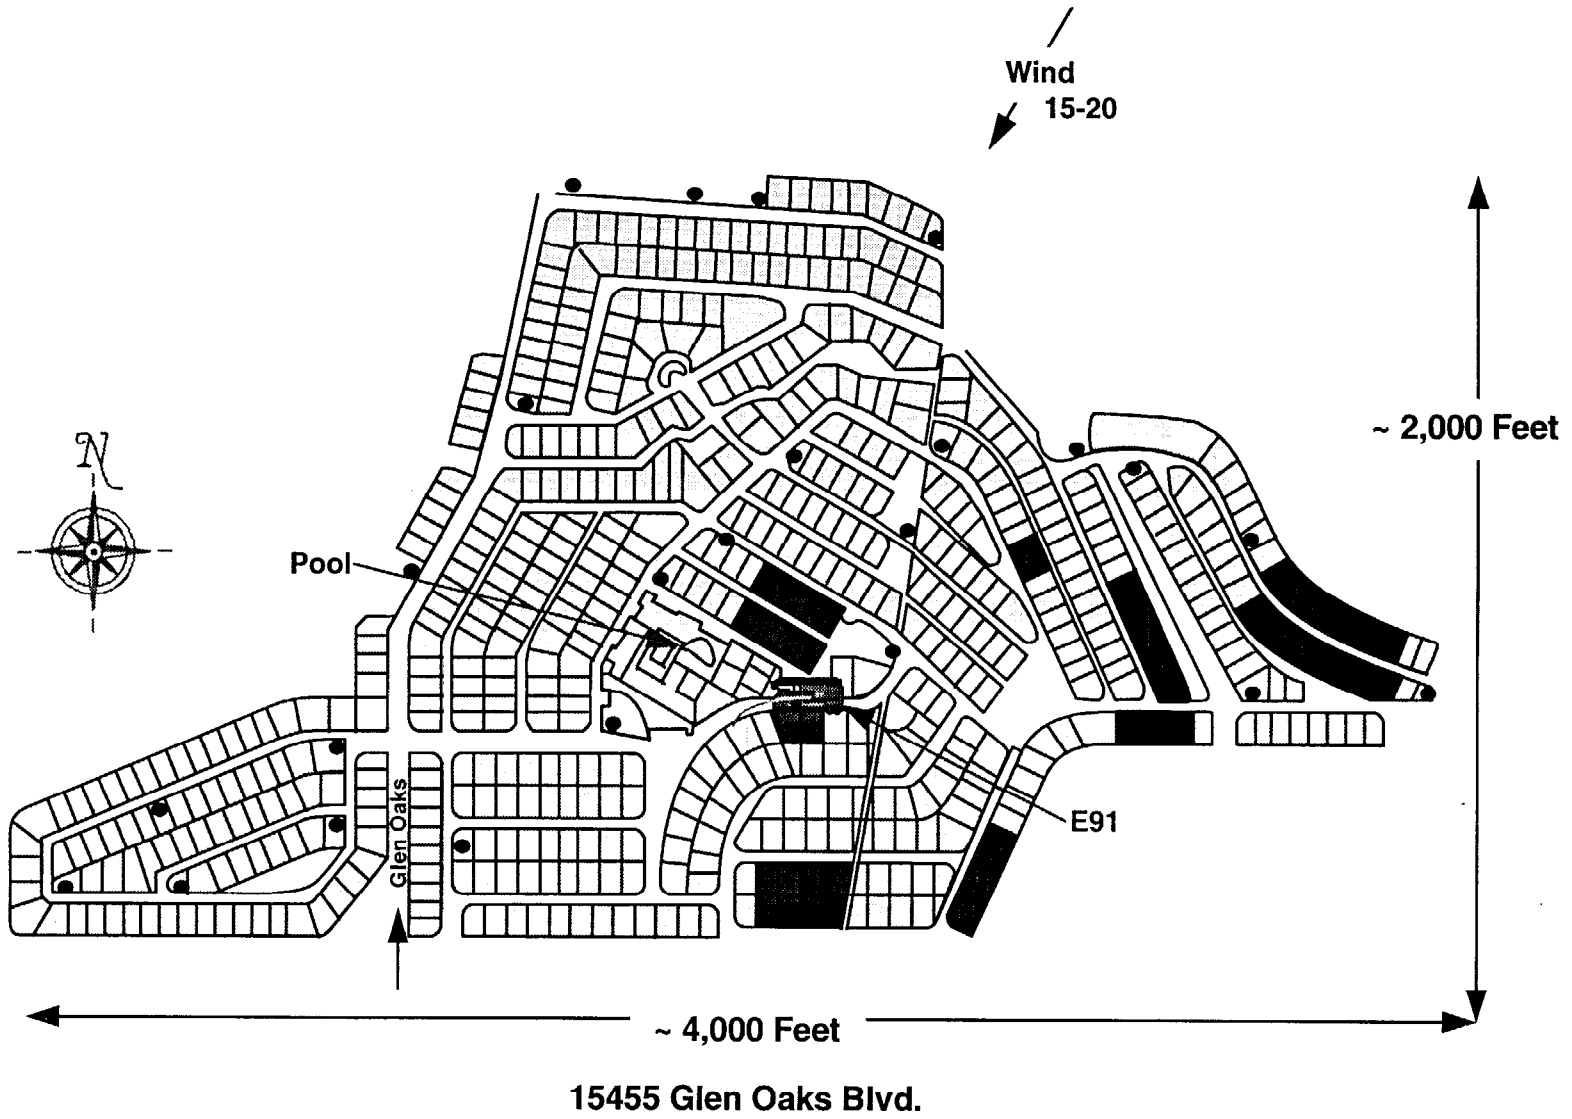 Wind
15-20
~ 2,000 Feet
N
Pool
E91
Glen Oaks
~ 4,000 Feet
15455 Glen Oaks Blvd.